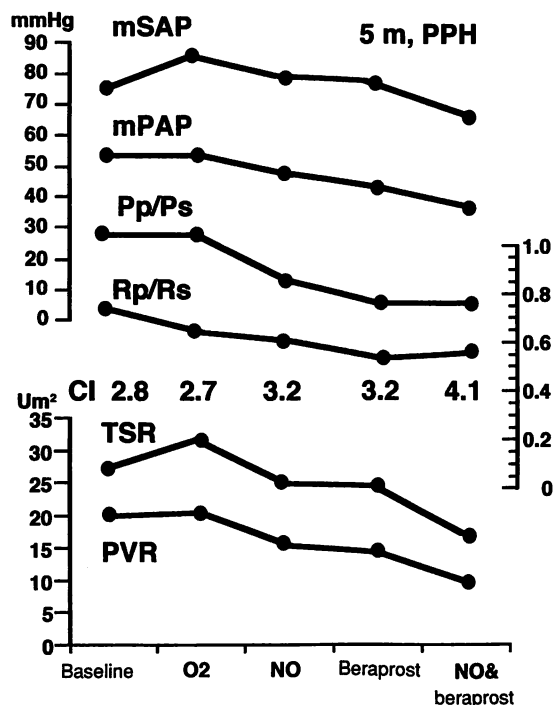 mmHg
mSAP
5 m, PPH
90
80
70
mPAP
60
50
40
Pp/Ps
30
1.0
20
Rp/Rs
10
0.8
0
0.6
CI 2.8 2.7 3.2 3.2 4.1
0.4
Um²
35
TSR
0.2
30
25
0
20
PVR
15
10
5
0
Baseline O2 NO Beraprost NO&
beraprost